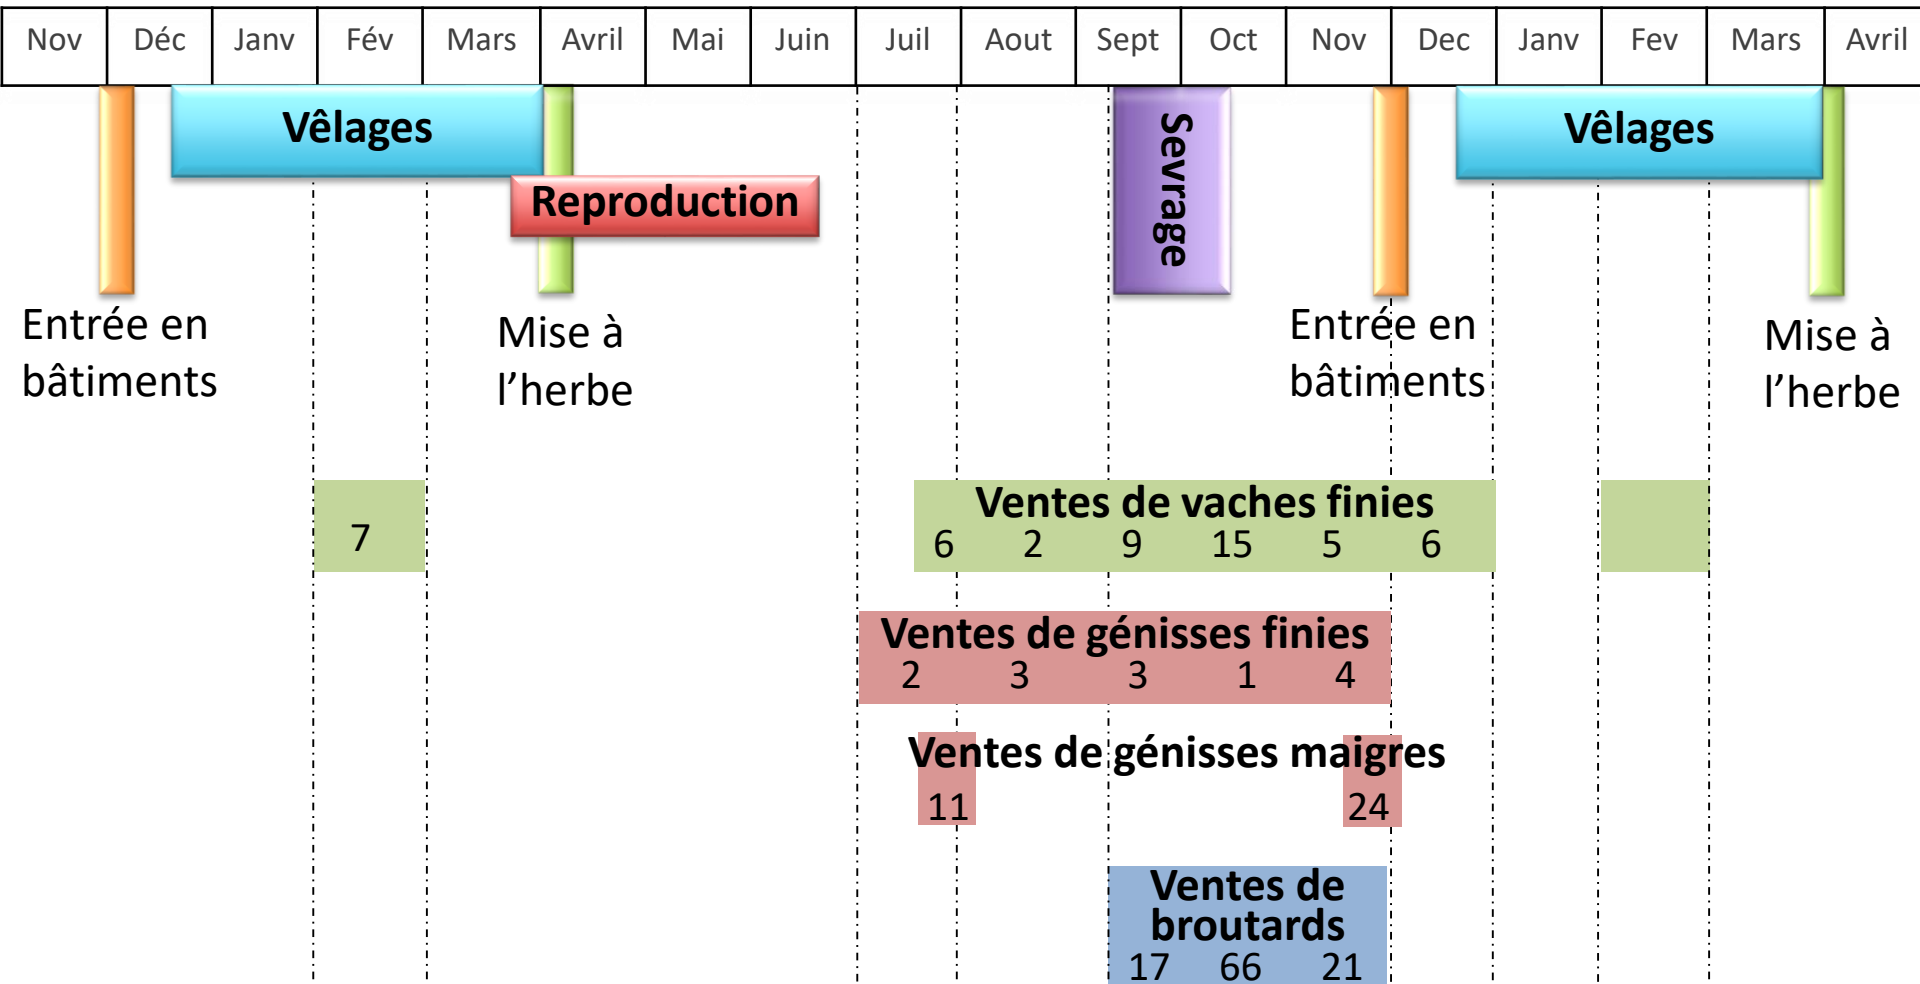 Nov Déc Janv Fév Mars Avril Mai Juin Juil Aout Sept Oct Nov Dec Janv Fev Mars Avril
Vêlages
Vêlages
Sevrage
Reproduction
Entrée en
bâtiments
Mise à
l’herbe
Entrée en
bâtiments
Mise à
l’herbe
Ventes de vaches finies
7 6 2 9 15 5 6
Ventes de génisses finies
2 3 3 1 4
Ventes de génisses maigres
11 24
Ventes de
broutards
17 66 21